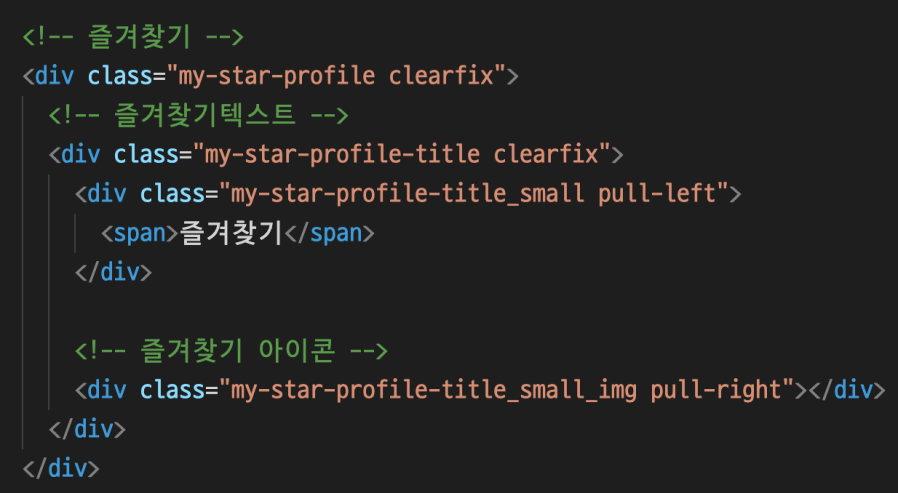 <!-- 즐겨찾기 -->
<div class="my-star-profile clearfix">
<!-- 즐겨찾기텍스트 -->
<div class="my-star-profile-title clearfix">
<div class="my-star-profile-title_small pull-left">
<span>즐겨찾기</span>
</div>
<!-- 즐겨찾기 아이콘 -->
<div class="my-star-profile-title_small_img pull-right"></div>
</div>
</div>